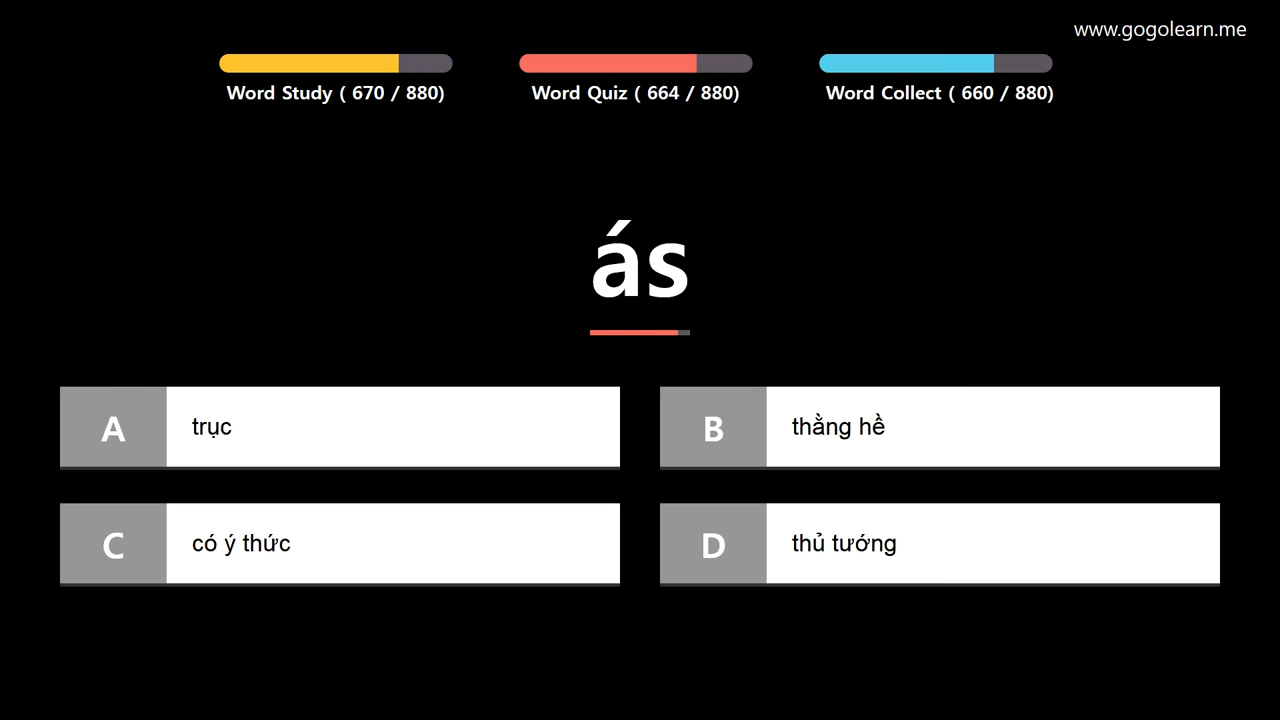 www.gogolearn.me
Word Study ( 670 / 880)
Word Quiz ( 664 / 880)
Word Collect ( 660 / 880)
ás
A trục
B thằng hề
C có ý thức
D thủ tướng